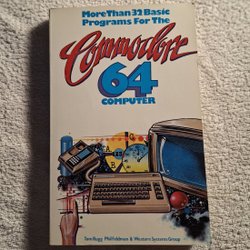 More Than 32 Basic
Programs For The
Commodore
64
COMPUTER
Tom Rugg, Phil Feldman & Western Systems Group